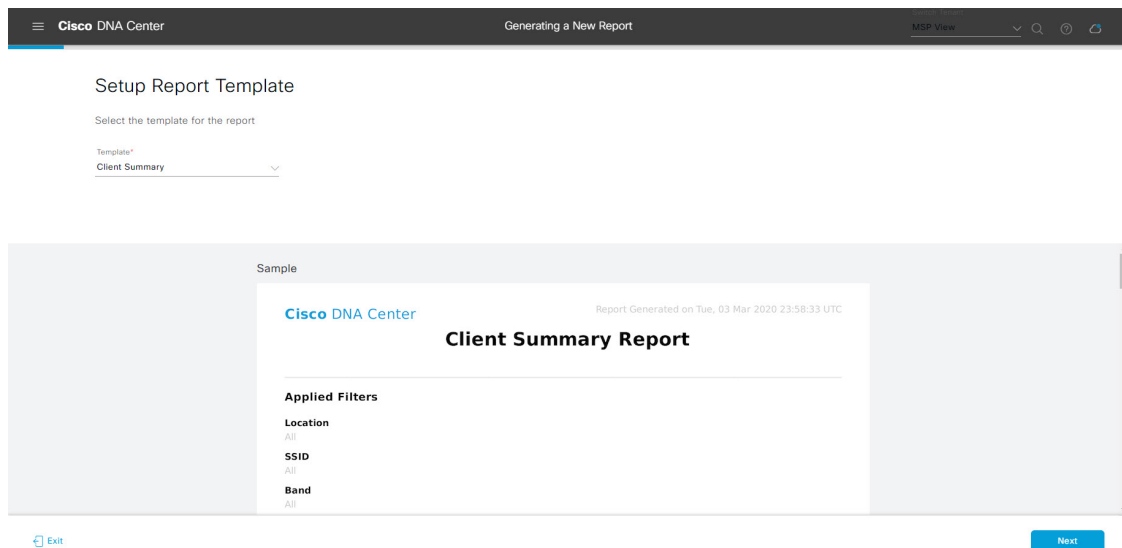 Cisco DNA Center
Generating a New Report
MSP View
Setup Report Template
Select the template for the report
Template*
Client Summary
Sample
Cisco DNA Center
Report Generated on Tue, 03 Mar 2020 23:58:33 UTC
Client Summary Report
Applied Filters
Location
All
SSID
All
Band
All
Exit
Next